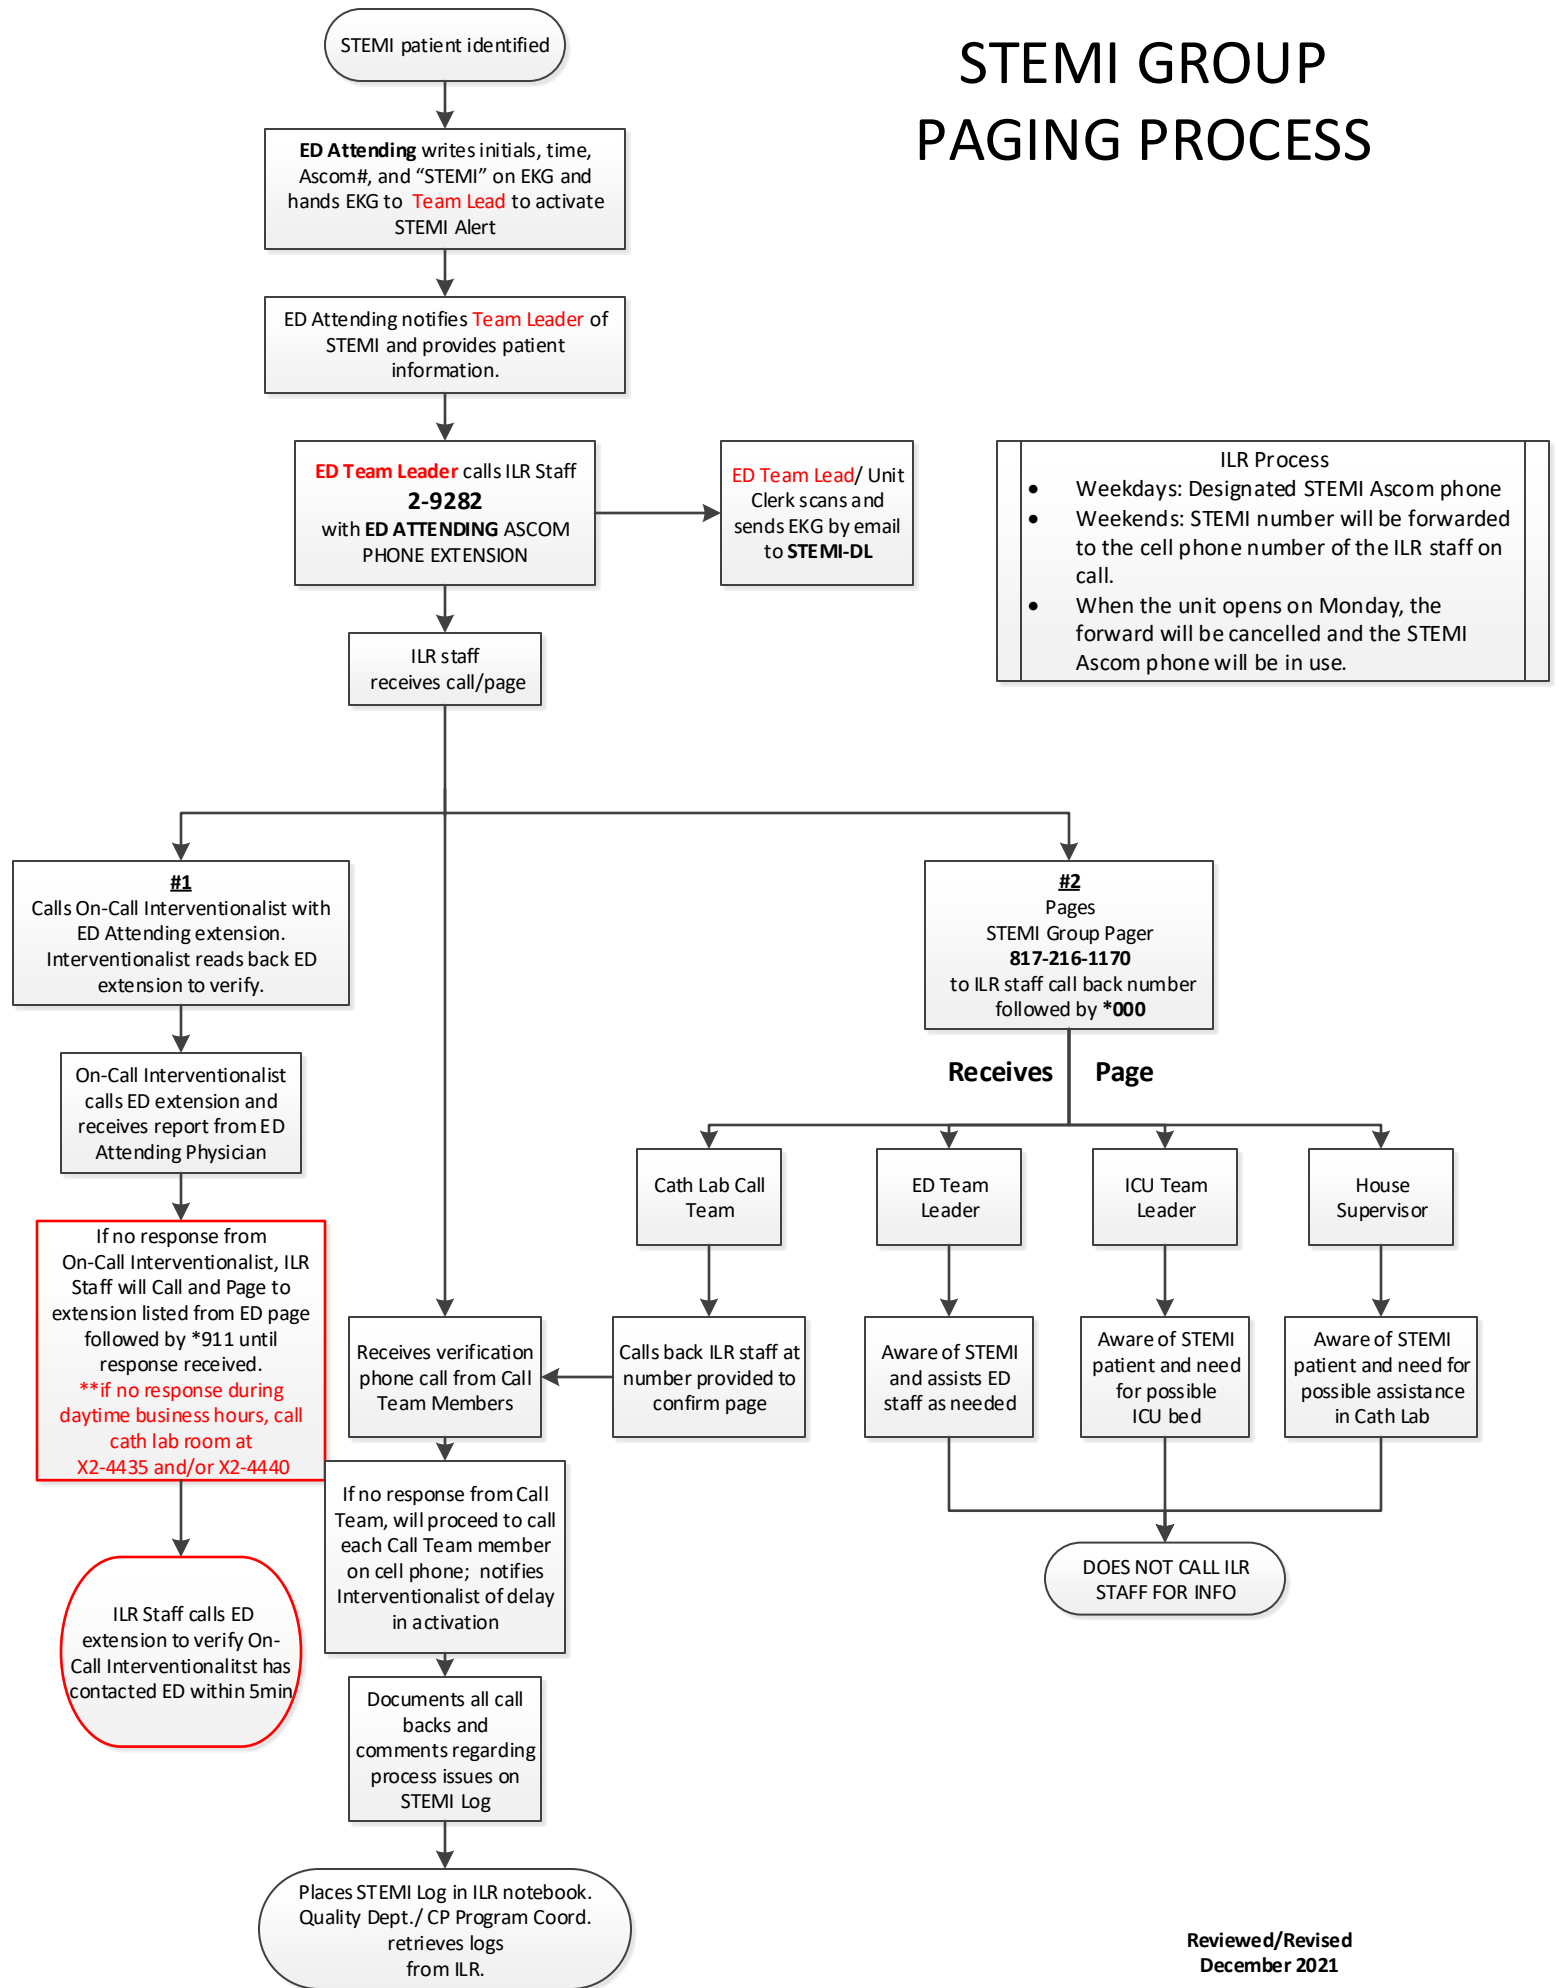 STEMI GROUP
PAGING PROCESS
STEMI patient identified
ED Attending writes initials, time,
Ascom#, and “STEMI” on EKG and
hands EKG to Team Lead to activate
STEMI Alert
ED Attending notifies Team Leader of
STEMI and provides patient
information.
ED Team Leader calls ILR Staff
2-9282
with ED ATTENDING ASCOM
PHONE EXTENSION
ED Team Lead/ Unit
Clerk scans and
sends EKG by email
to STEMI-DL
ILR Process
• Weekdays: Designated STEMI Ascom phone
• Weekends: STEMI number will be forwarded
to the cell phone number of the ILR staff on
call.
• When the unit opens on Monday, the
forward will be cancelled and the STEMI
Ascom phone will be in use.
ILR staff
receives call/page
#1
Calls On-Call Interventionalist with
ED Attending extension.
Interventionalist reads back ED
extension to verify.
On-Call Interventionalist
calls ED extension and
receives report from ED
Attending Physician
If no response from
On-Call Interventionalist, ILR
Staff will Call and Page to
extension listed from ED page
followed by *911 until
response received.
**if no response during
daytime business hours, call
cath lab room at
X2-4435 and/or X2-4440
ILR Staff calls ED
extension to verify On-
Call Interventionalitst has
contacted ED within 5min
#2
Pages
STEMI Group Pager
817-216-1170
to ILR staff call back number
followed by *000
Receives Page
Cath Lab Call
Team
ED Team
Leader
ICU Team
Leader
House
Supervisor
Receives verification
phone call from Call
Team Members
Calls back ILR staff at
number provided to
confirm page
Aware of STEMI
and assists ED
staff as needed
Aware of STEMI
patient and need
for possible
ICU bed
Aware of STEMI
patient and need for
possible assistance
in Cath Lab
If no response from Call
Team, will proceed to call
each Call Team member
on cell phone; notifies
Interventionalist of delay
in activation
DOES NOT CALL ILR
STAFF FOR INFO
Documents all call
backs and
comments regarding
process issues on
STEMI Log
Places STEMI Log in ILR notebook.
Quality Dept./ CP Program Coord.
retrieves logs
from ILR.
Reviewed/Revised
December 2021